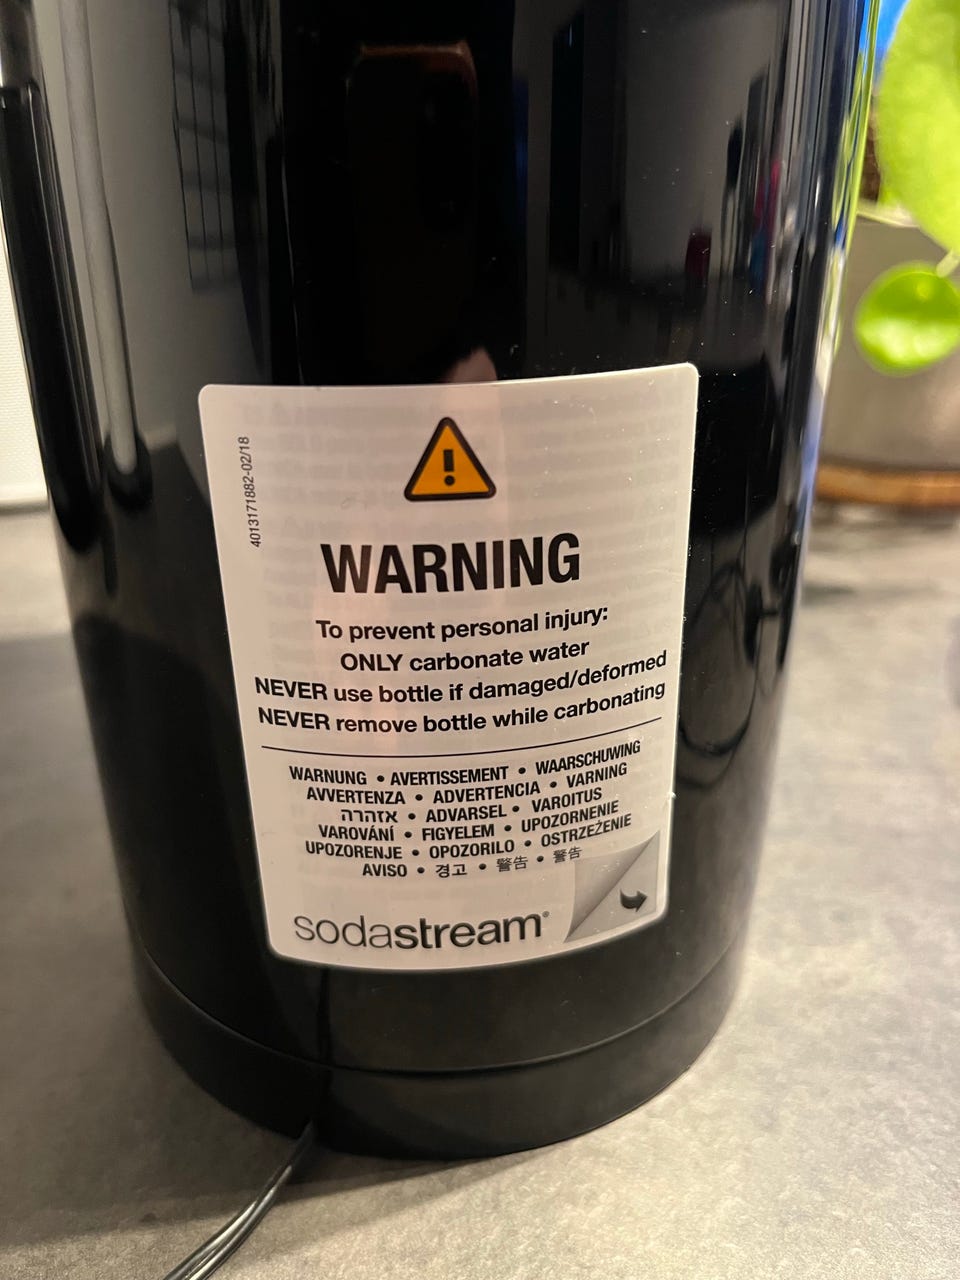 4013171882-02/18
WARNING
To prevent personal injury:
ONLY carbonate water
NEVER use bottle if damaged/deformed
NEVER remove bottle while carbonating
WARNUNG • AVERTISSEMENT • WAARSCHUWING
AVVERTENZA • ADVERTENCIA • VARNING
אזהרה • ADVARSEL • VAROITUS
VAROVÁNÍ • FIGYELEM • UPOZORNENIE
UPOZORENJE • OPOZORILO • OSTRZEŻENIE
AVISO • 경고 • 警告 • 警告
sodastream®